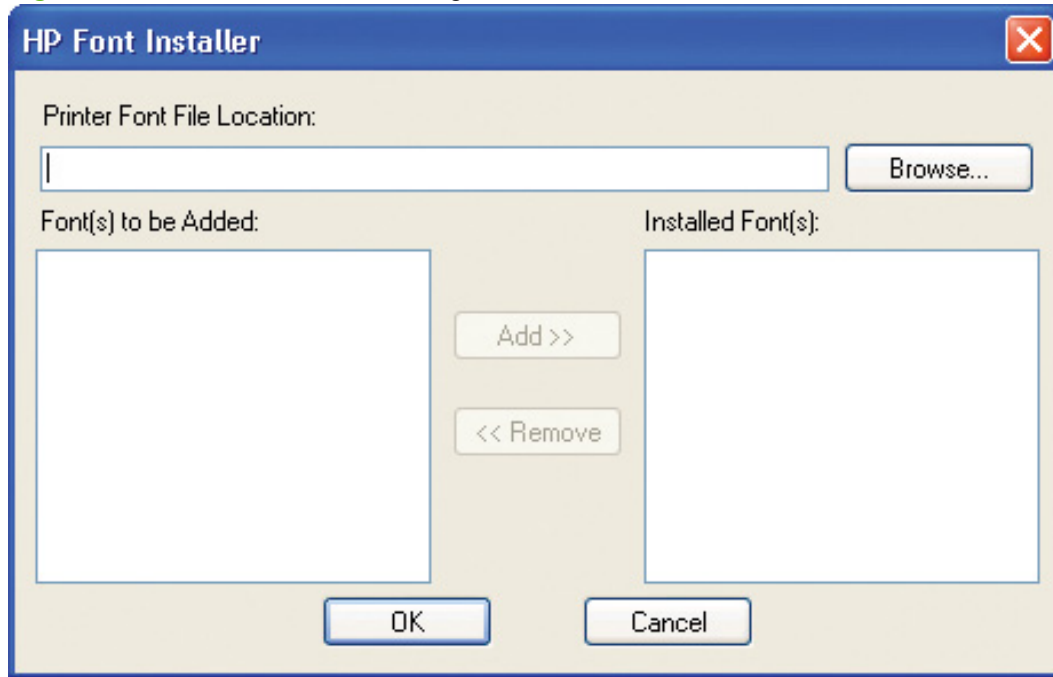 HP Font Installer
Printer Font File Location:
Browse...
Font(s) to be Added:
Installed Font(s):
Add >>
<< Remove
OK
Cancel